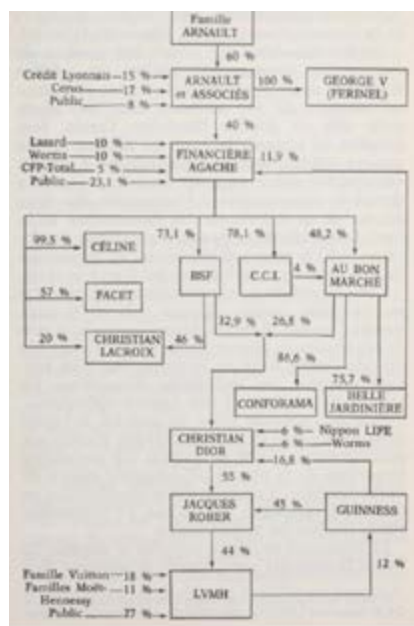 Famille
ARNAULT
60 %
Crédit Lyonnais 15 %
Cerus 17 %
Public 8 %
ARNAULT
et ASSOCIÉS
100 %
GEORGE V
(FERINEL)
40 %
Lazard 10 %
Worms 10 %
CFP-Total 5 %
Public 23,1 %
FINANCIÈRE
AGACHE
11,9 %
99,5 %
CÉLINE
73,1 %
78,1 %
48,2 %
BSF
C.C.I.
4 %
AU BON
MARCHÉ
57 %
PACET
20 %
CHRISTIAN
LACROIX
46 %
32,9 %
26,8 %
86,6 %
75,7 %
CONFORAMA
BELLE
JARDINIÈRE
CHRISTIAN
DIOR
6 % Nippon LIFE
6 % Worms
16,8 %
55 %
JACQUES
ROBER
45 %
GUINNESS
44 %
12 %
Famille Vuitton 18 %
Familles Moët- 11 %
Hennessy
Public 27 %
LVMH